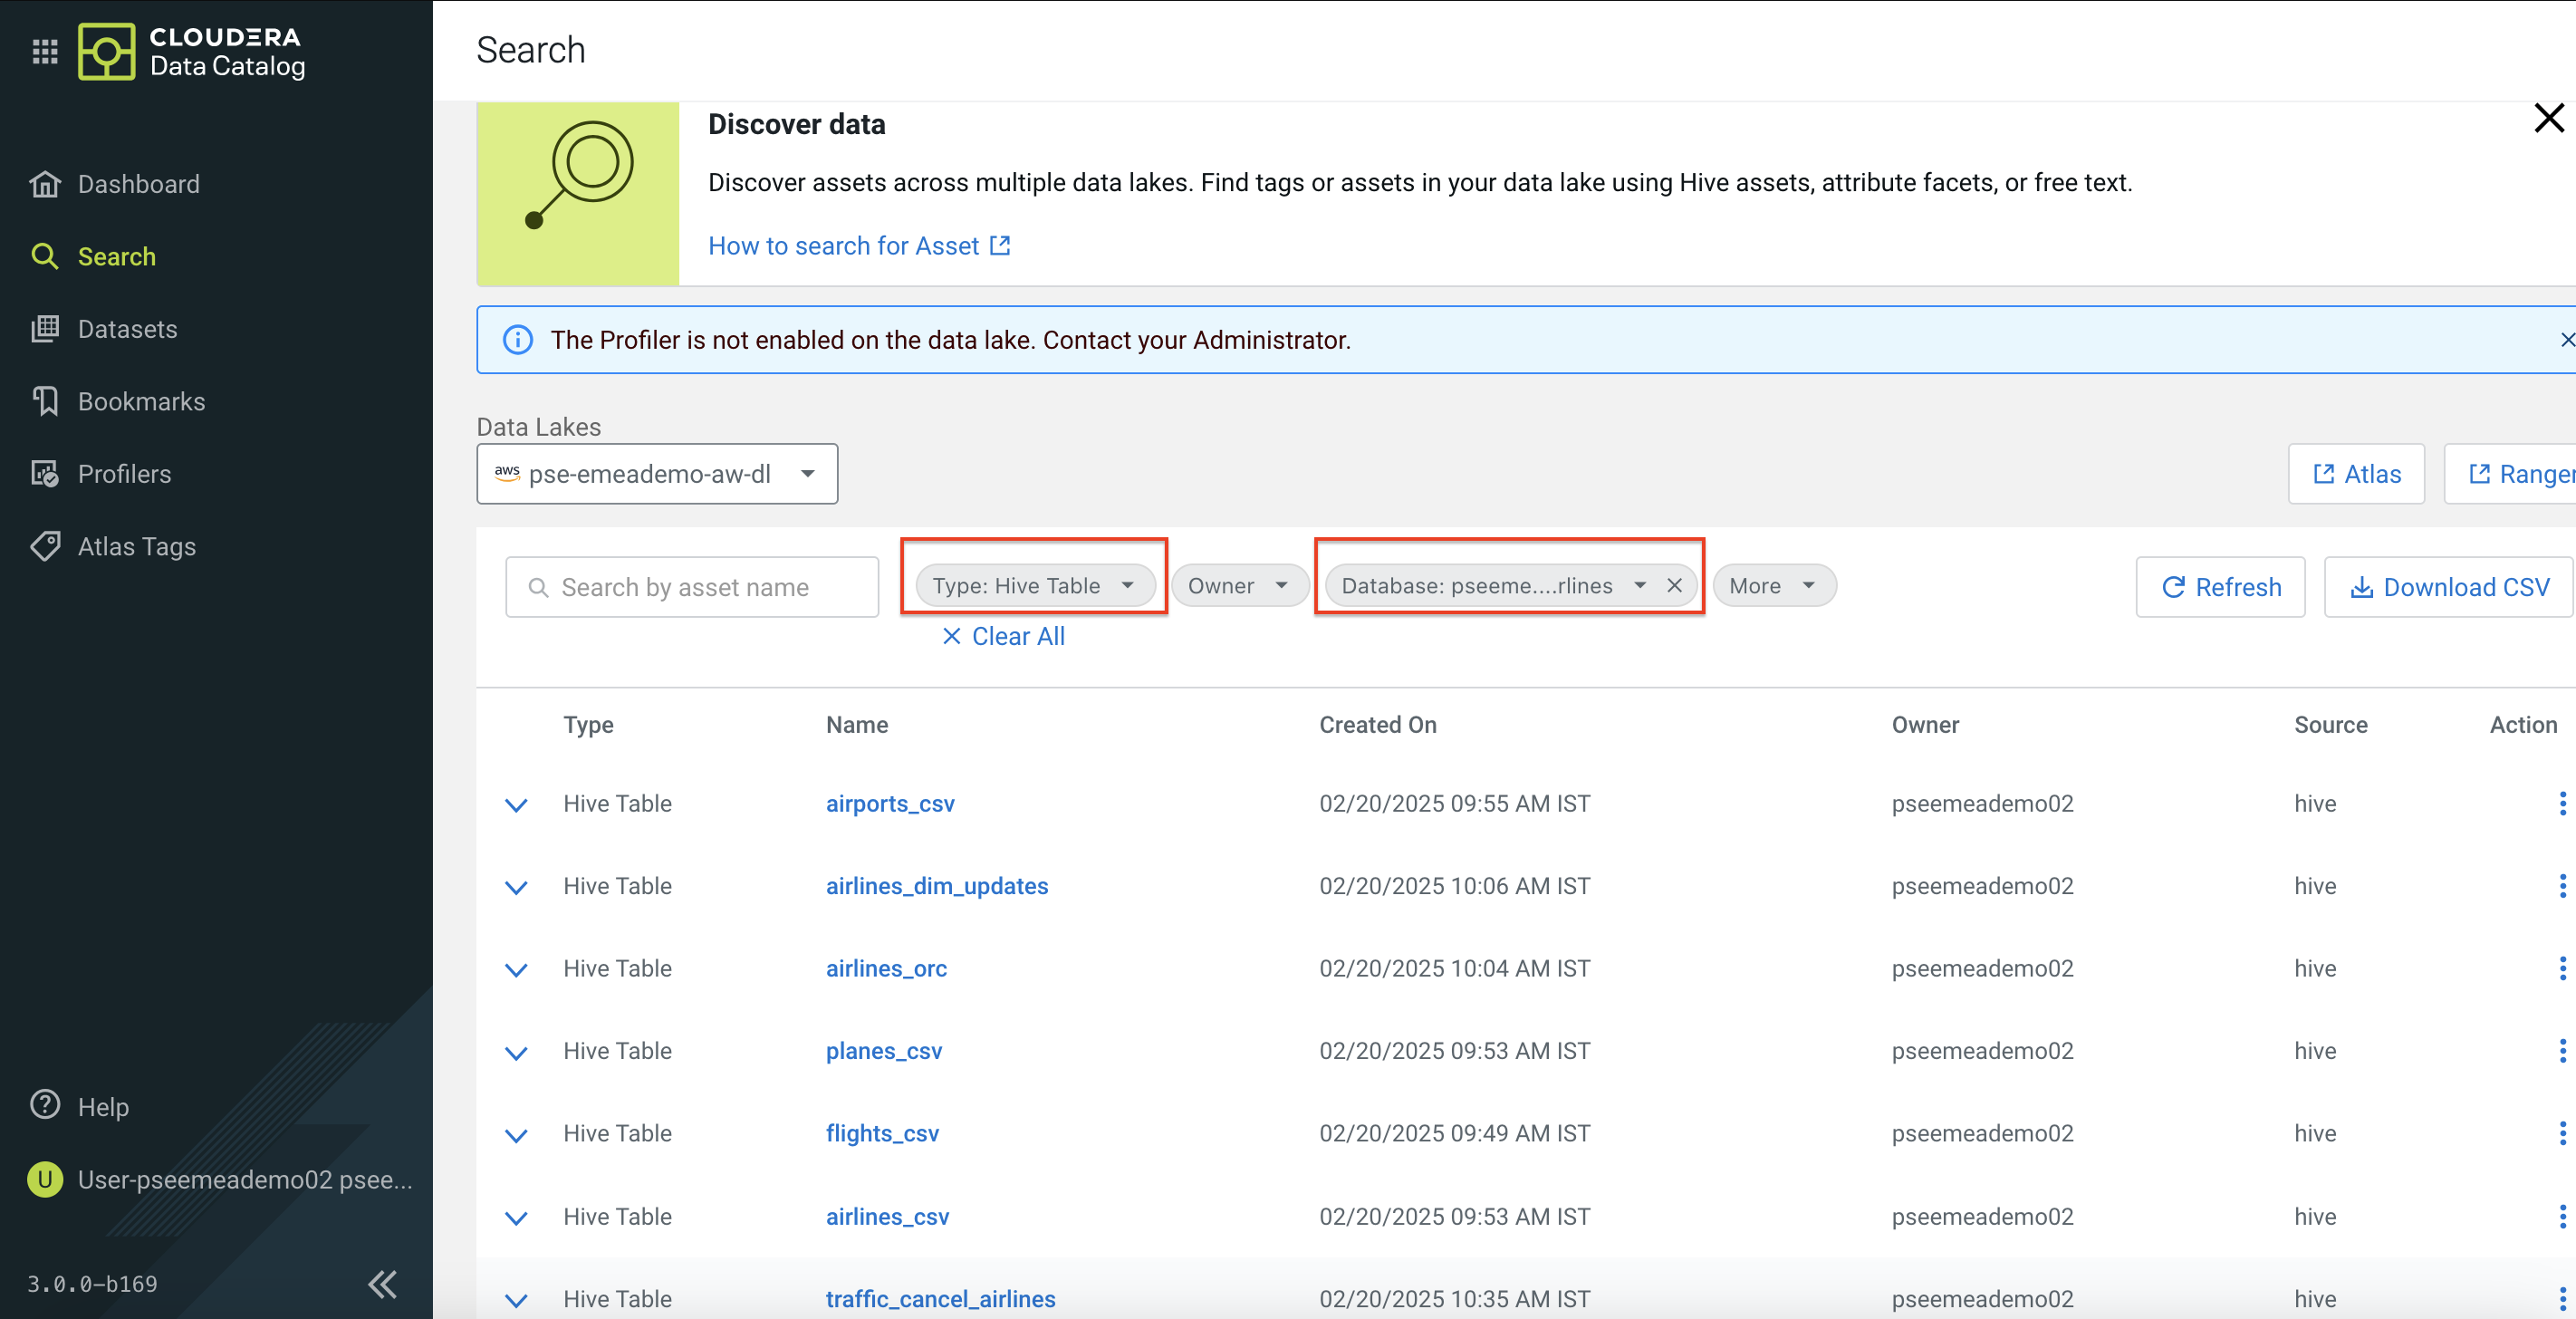 CLOUDERA
Data Catalog
Dashboard
Search
Datasets
Bookmarks
Profilers
Atlas Tags
Help
U User-pseemeademo02 psee...
3.0.0-b169
Search
Discover data
Discover assets across multiple data lakes. Find tags or assets in your data lake using Hive assets, attribute facets, or free text.
How to search for Asset
The Profiler is not enabled on the data lake. Contact your Administrator.
Data Lakes
aws pse-emeademo-aw-dl
Atlas Ranger
Search by asset name Type: Hive Table Owner Database: pseeme....rlines More Refresh Download CSV
Clear All
Type Name Created On Owner Source Action
Hive Table airports_csv 02/20/2025 09:55 AM IST pseemeademo02 hive
Hive Table airlines_dim_updates 02/20/2025 10:06 AM IST pseemeademo02 hive
Hive Table airlines_orc 02/20/2025 10:04 AM IST pseemeademo02 hive
Hive Table planes_csv 02/20/2025 09:53 AM IST pseemeademo02 hive
Hive Table flights_csv 02/20/2025 09:49 AM IST pseemeademo02 hive
Hive Table airlines_csv 02/20/2025 09:53 AM IST pseemeademo02 hive
Hive Table traffic_cancel_airlines 02/20/2025 10:35 AM IST pseemeademo02 hive